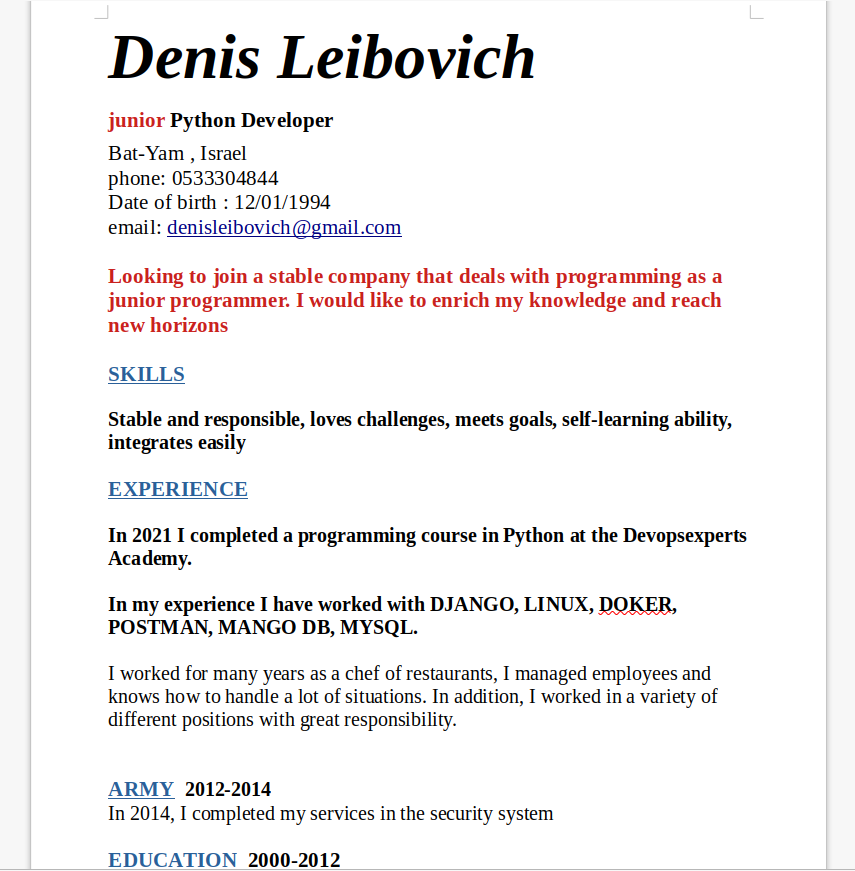 Denis Leibovich
junior Python Developer
Bat-Yam , Israel
phone: 0533304844
Date of birth : 12/01/1994
email: denisleibovich@gmail.com
Looking to join a stable company that deals with programming as a
junior programmer. I would like to enrich my knowledge and reach
new horizons
SKILLS
Stable and responsible, loves challenges, meets goals, self-learning ability,
integrates easily
EXPERIENCE
In 2021 I completed a programming course in Python at the Devopsexperts
Academy.
In my experience I have worked with DJANGO, LINUX, DOKER,
POSTMAN, MANGO DB, MYSQL.
I worked for many years as a chef of restaurants, I managed employees and
knows how to handle a lot of situations. In addition, I worked in a variety of
different positions with great responsibility.
ARMY 2012-2014
In 2014, I completed my services in the security system
EDUCATION 2000-2012